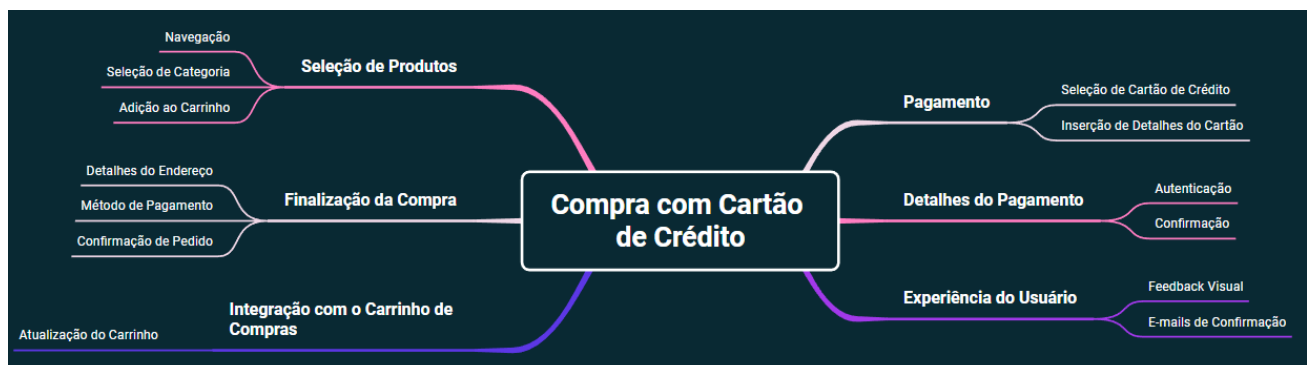 Compra com Cartão
de Crédito
Seleção de Produtos
Navegação
Seleção de Categoria
Adição ao Carrinho
Finalização da Compra
Detalhes do Endereço
Método de Pagamento
Confirmação de Pedido
Integração com o Carrinho de
Compras
Atualização do Carrinho
Pagamento
Seleção de Cartão de Crédito
Inserção de Detalhes do Cartão
Detalhes do Pagamento
Autenticação
Confirmação
Experiência do Usuário
Feedback Visual
E-mails de Confirmação